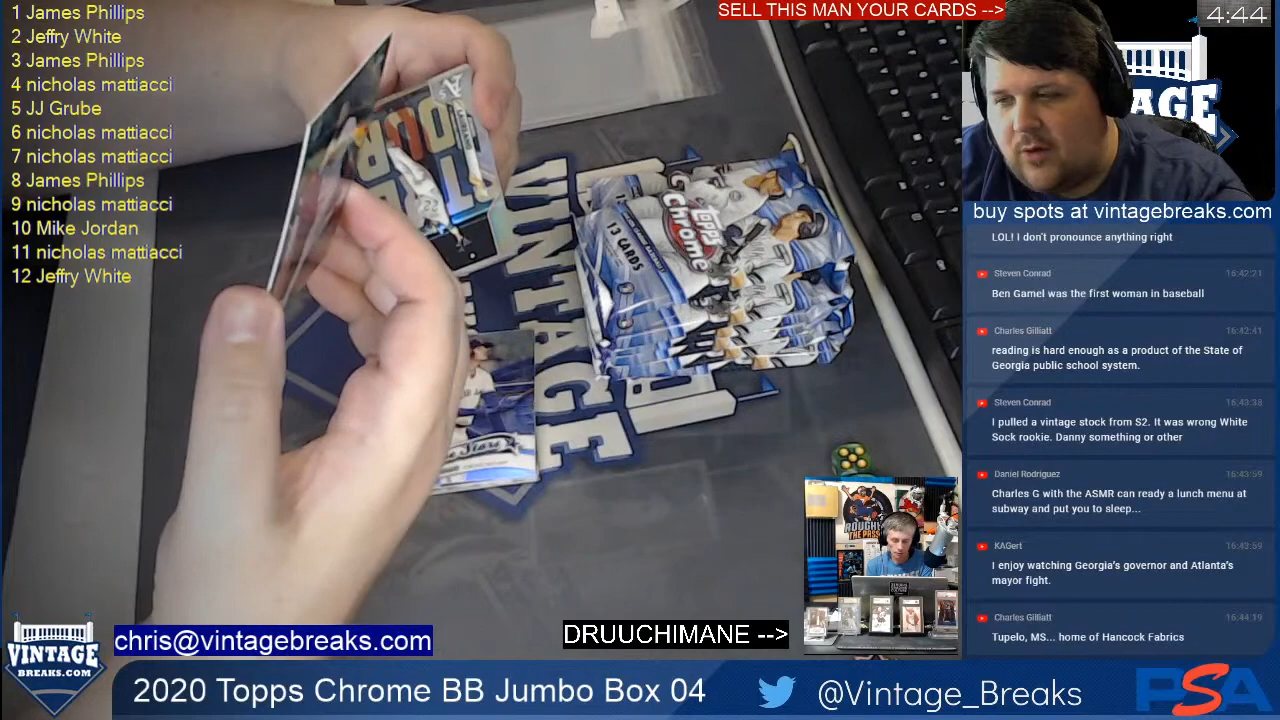 1 James Phillips
2 Jeffry White
3 James Phillips
4 nicholas mattiacci
5 JJ Grube
6 nicholas mattiacci
7 nicholas mattiacci
8 James Phillips
9 nicholas mattiacci
10 Mike Jordan
11 nicholas mattiacci
12 Jeffry White
SELL THIS MAN YOUR CARDS -->
4:44
buy spots at vintagebreaks.com
LOL! I don't pronounce anything right
Steven Conrad 16:42:21
Ben Gamel was the first woman in baseball
Charles Gilliatt 16:42:41
reading is hard enough as a product of the State of
Georgia public school system.
Steven Conrad 16:43:38
I pulled a vintage stock from S2. It was wrong White
Sock rookie. Danny something or other
Daniel Rodriguez 16:43:59
Charles G with the ASMR can ready a lunch menu at
subway and put you to sleep...
KAGert 16:43:59
I enjoy watching Georgia's governor and Atlanta's
mayor fight.
Charles Gilliatt 16:44:19
Tupelo, MS... home of Hancock Fabrics
VINTAGE
Topps
Chrome
13 CARDS
A's
22
ROUGHING
THE PASS
DRUUCHIMANE -->
chris@vintagebreaks.com
VINTAGE
BREAKS.COM
2020 Topps Chrome BB Jumbo Box 04
@Vintage_Breaks
PSA